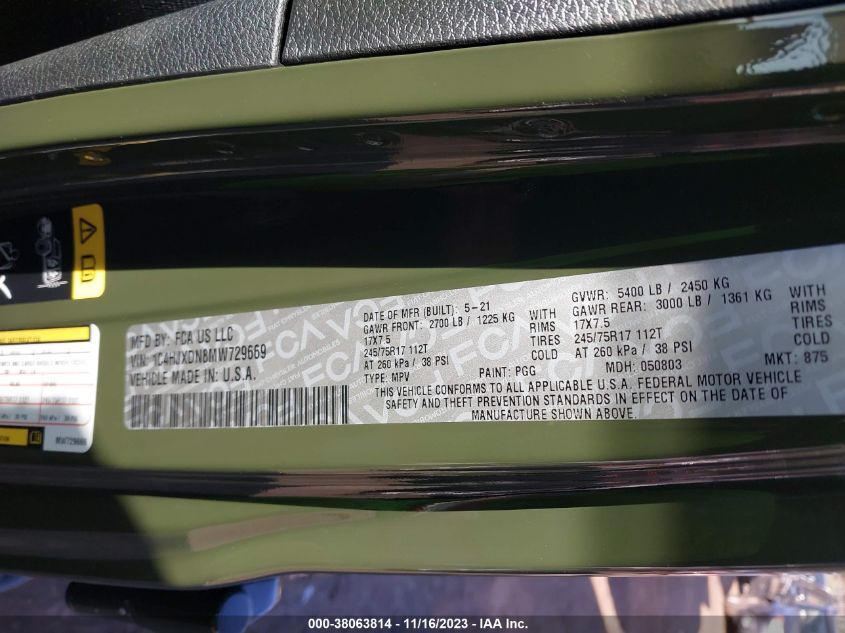 MFD BY: FCA US LLC
VIN: 1C4HJXDN8MW729669
VEHICLE MADE IN U.S.A.
DATE OF MFR (BUILT): 5-21
GAWR FRONT: 2700 LB / 1225 KG WITH
17X7.5 RIMS
245/75R17 112T TIRES
AT 260 kPa / 38 PSI COLD
GVWR: 5400 LB / 2450 KG
GAWR REAR: 3000 LB / 1361 KG WITH
17X7.5 RIMS
245/75R17 112T TIRES
AT 260 kPa / 38 PSI COLD
TYPE: MPV PAINT: PGG MDH: 050803 MKT: 875
THIS VEHICLE CONFORMS TO ALL APPLICABLE U.S.A. FEDERAL MOTOR VEHICLE
SAFETY AND THEFT PREVENTION STANDARDS IN EFFECT ON THE DATE OF
MANUFACTURE SHOWN ABOVE.
MW729669
000-38063814 - 11/16/2023 - IAA Inc.